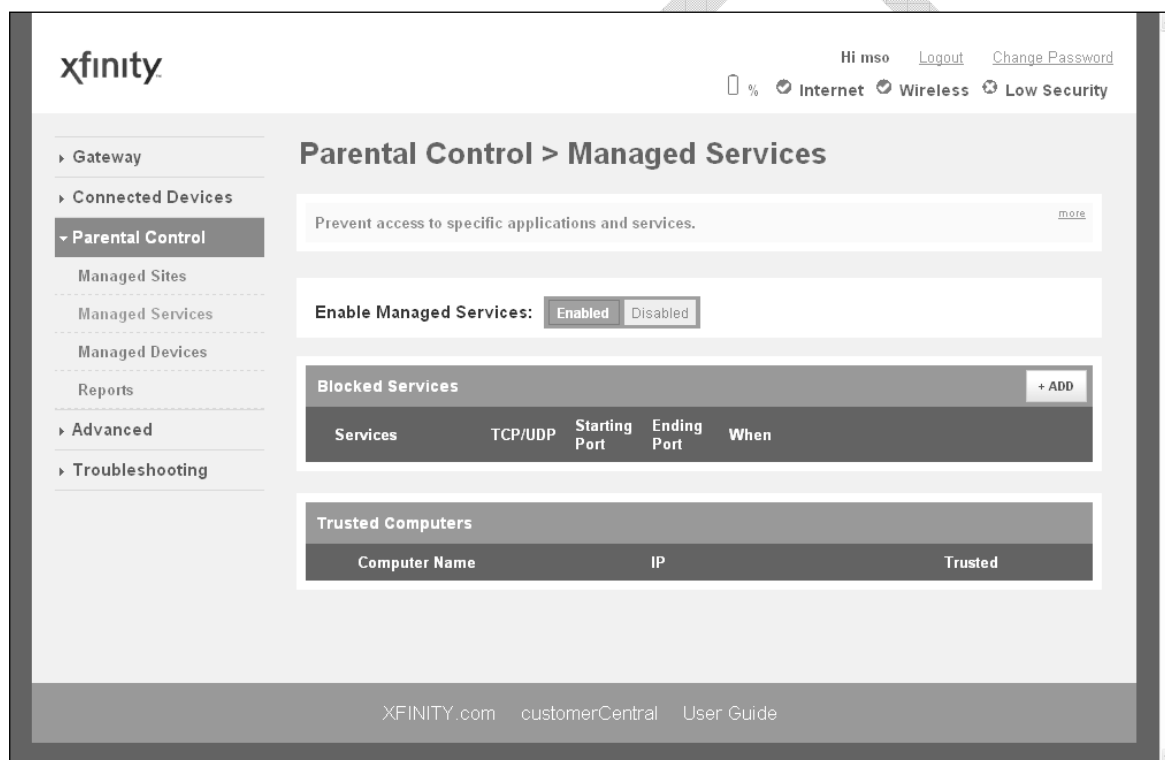 xfinity™
Hi mso Logout Change Password
% Internet Wireless Low Security
Gateway
Connected Devices
Parental Control
Managed Sites
Managed Services
Managed Devices
Reports
Advanced
Troubleshooting
Parental Control > Managed Services
Prevent access to specific applications and services. more
Enable Managed Services: Enabled Disabled
Blocked Services + ADD
Services TCP/UDP Starting Port Ending Port When
Trusted Computers
Computer Name IP Trusted
XFINITY.com customerCentral User Guide